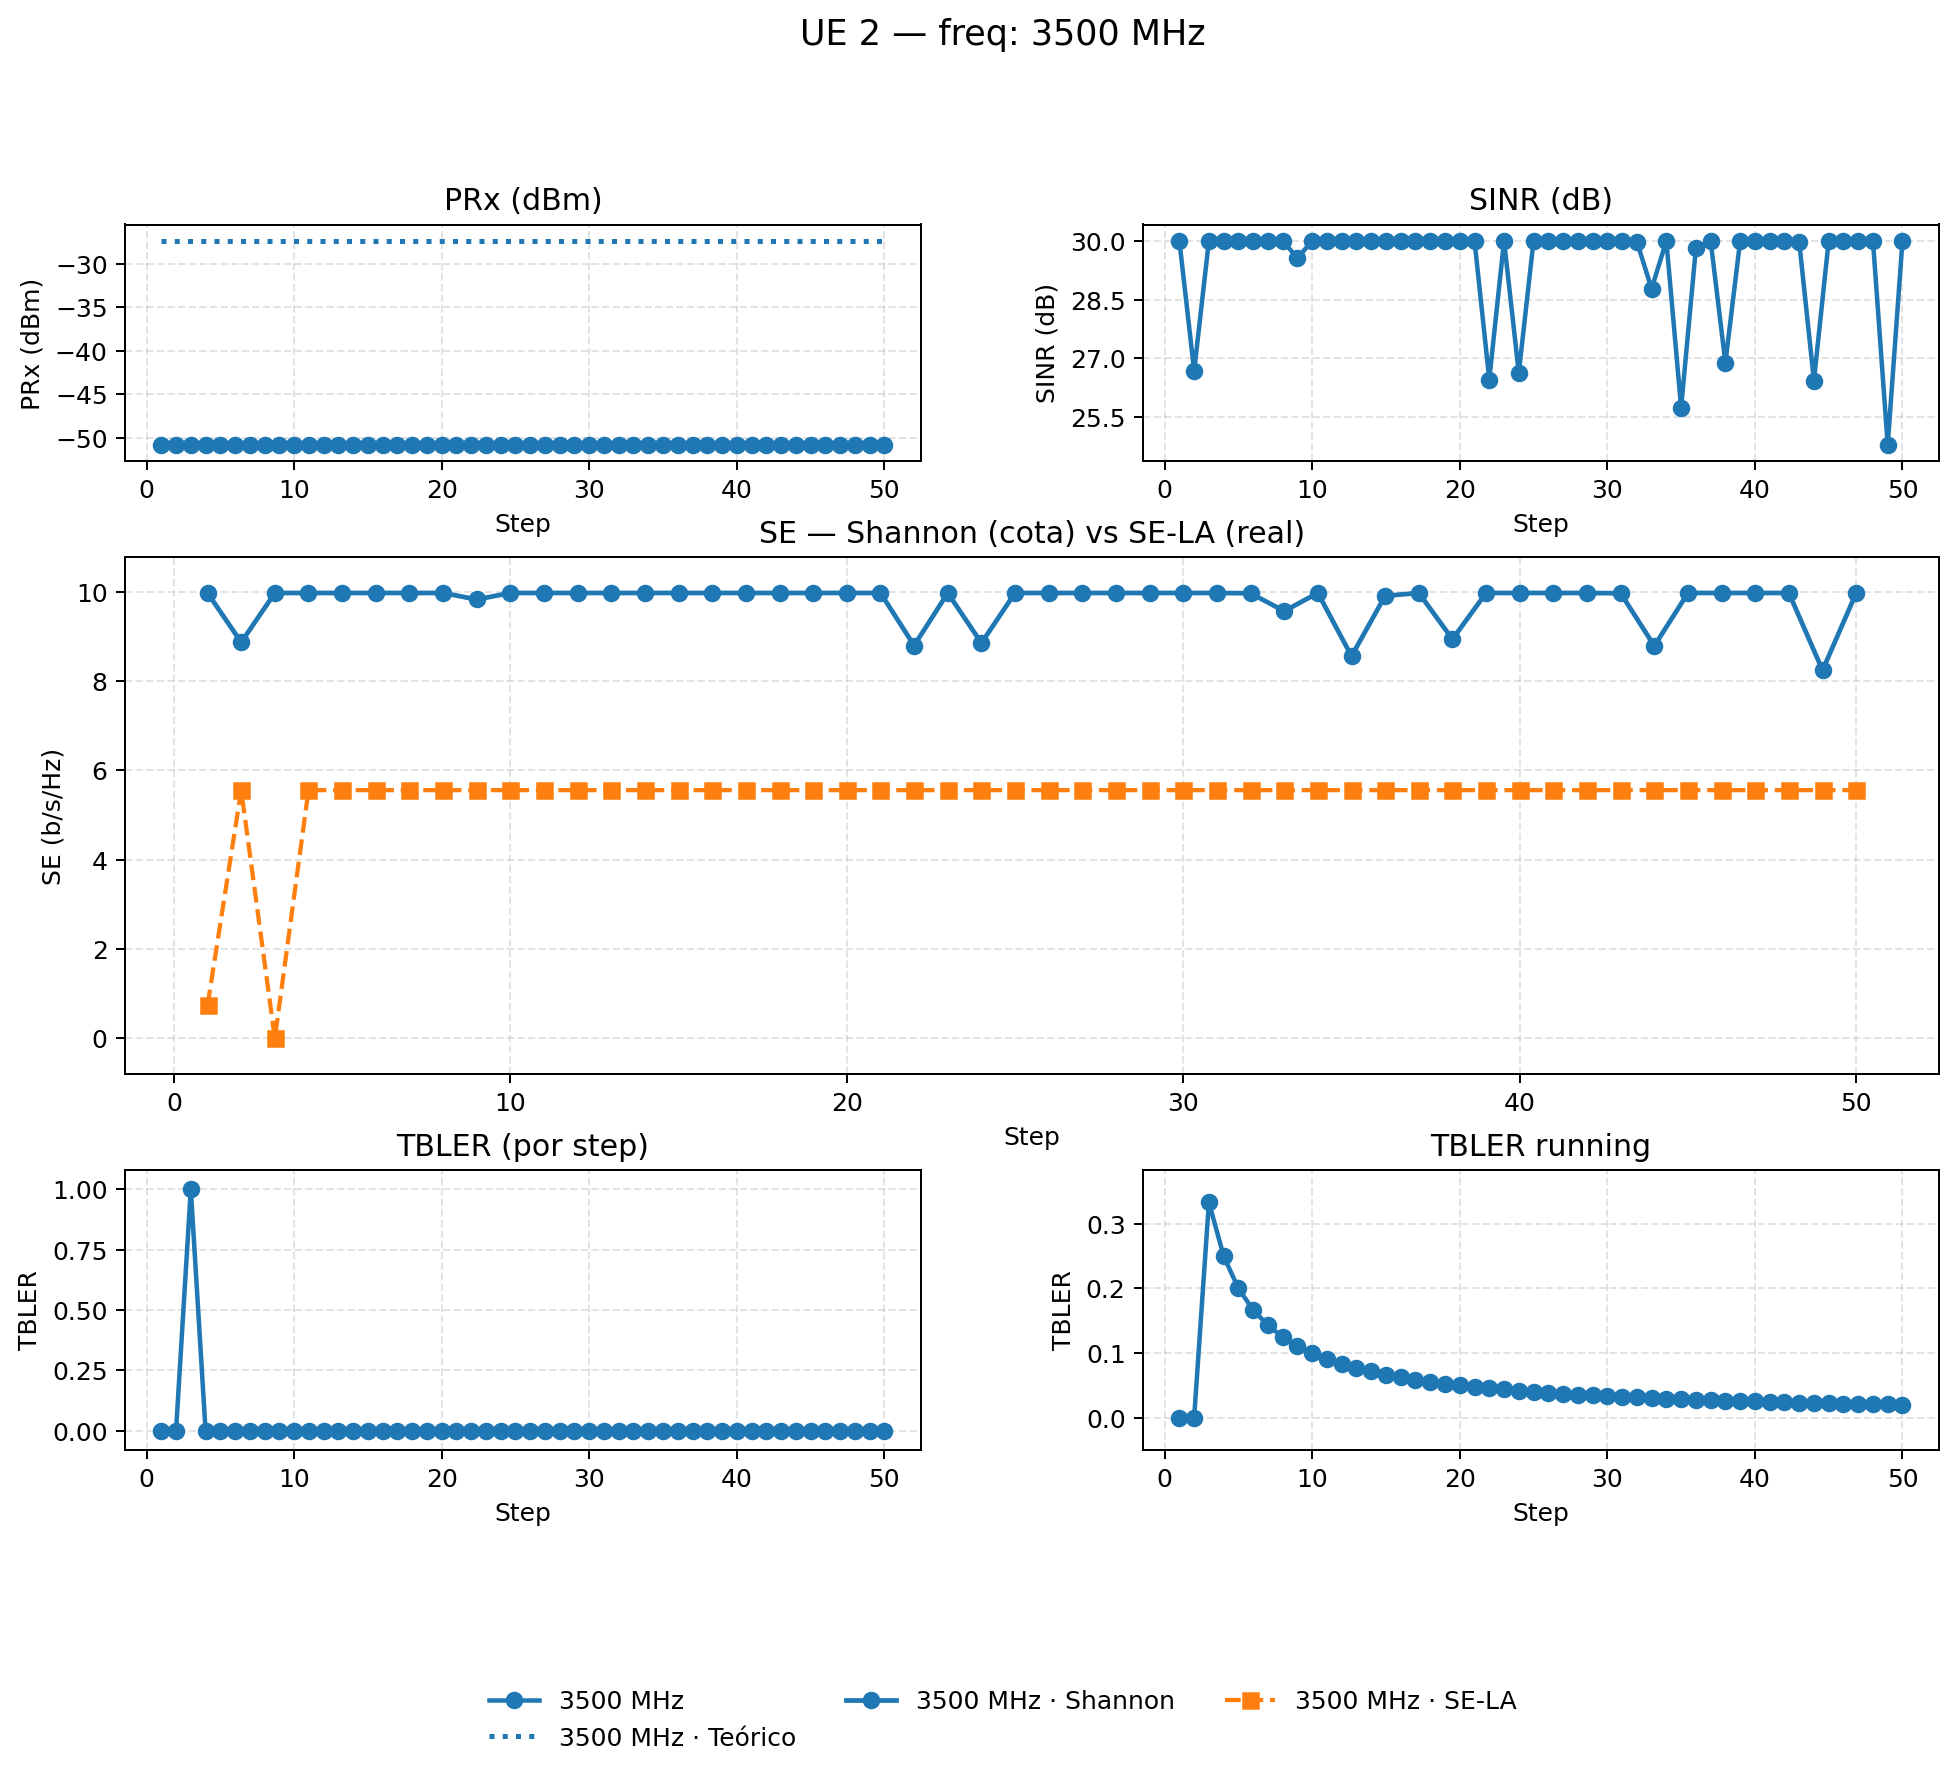 UE 2 — freq: 3500 MHz
PRx (dBm)
PRx (dBm)
−30
−35
−40
−45
−50
0 10 20 30 40 50
Step
SINR (dB)
SINR (dB)
30.0
28.5
27.0
25.5
0 10 20 30 40 50
Step
SE — Shannon (cota) vs SE-LA (real)
SE (b/s/Hz)
10
8
6
4
2
0
0 10 20 30 40 50
Step
TBLER (por step)
TBLER
1.00
0.75
0.50
0.25
0.00
0 10 20 30 40 50
Step
TBLER running
TBLER
0.3
0.2
0.1
0.0
0 10 20 30 40 50
Step
3500 MHz
3500 MHz · Teórico
3500 MHz · Shannon
3500 MHz · SE-LA